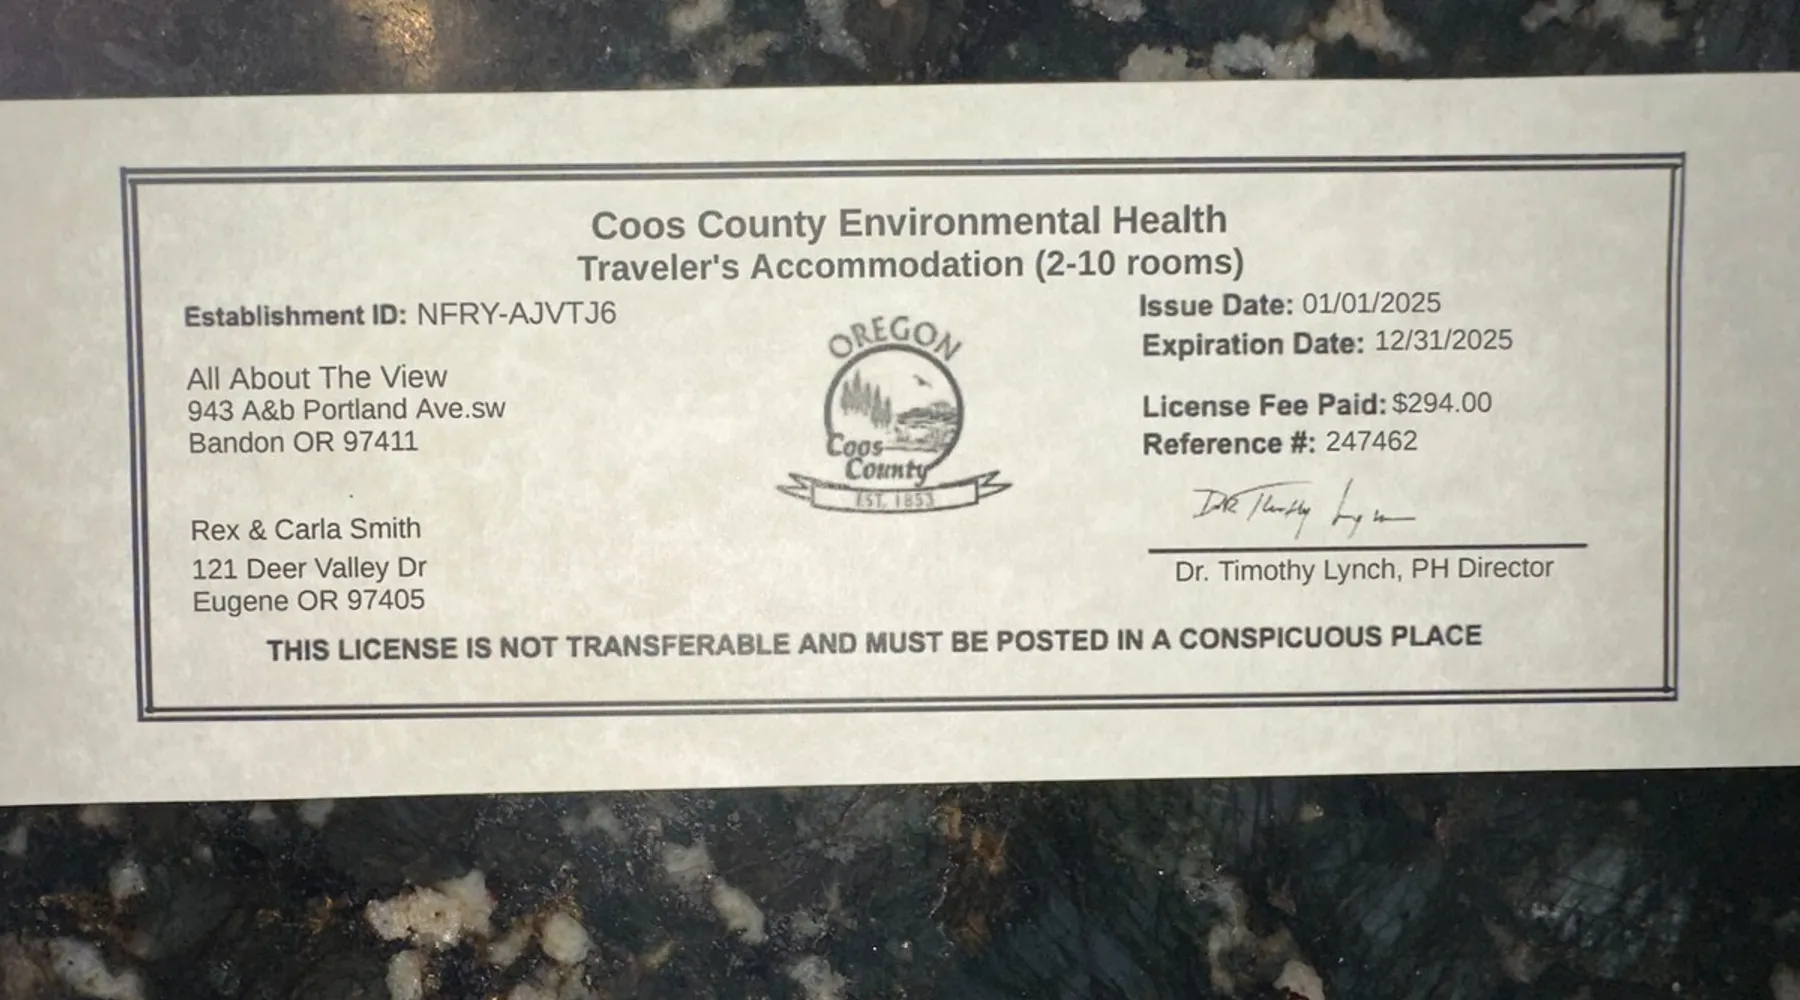 Coos County Environmental Health
Traveler's Accommodation (2-10 rooms)
Establishment ID: NFRY-AJVTJ6
All About The View
943 A&b Portland Ave.sw
Bandon OR 97411
Rex & Carla Smith
121 Deer Valley Dr
Eugene OR 97405
OREGON
Coos
County
EST. 1853
Issue Date: 01/01/2025
Expiration Date: 12/31/2025
License Fee Paid: $294.00
Reference #: 247462
DR Timothy Lynch
Dr. Timothy Lynch, PH Director
THIS LICENSE IS NOT TRANSFERABLE AND MUST BE POSTED IN A CONSPICUOUS PLACE